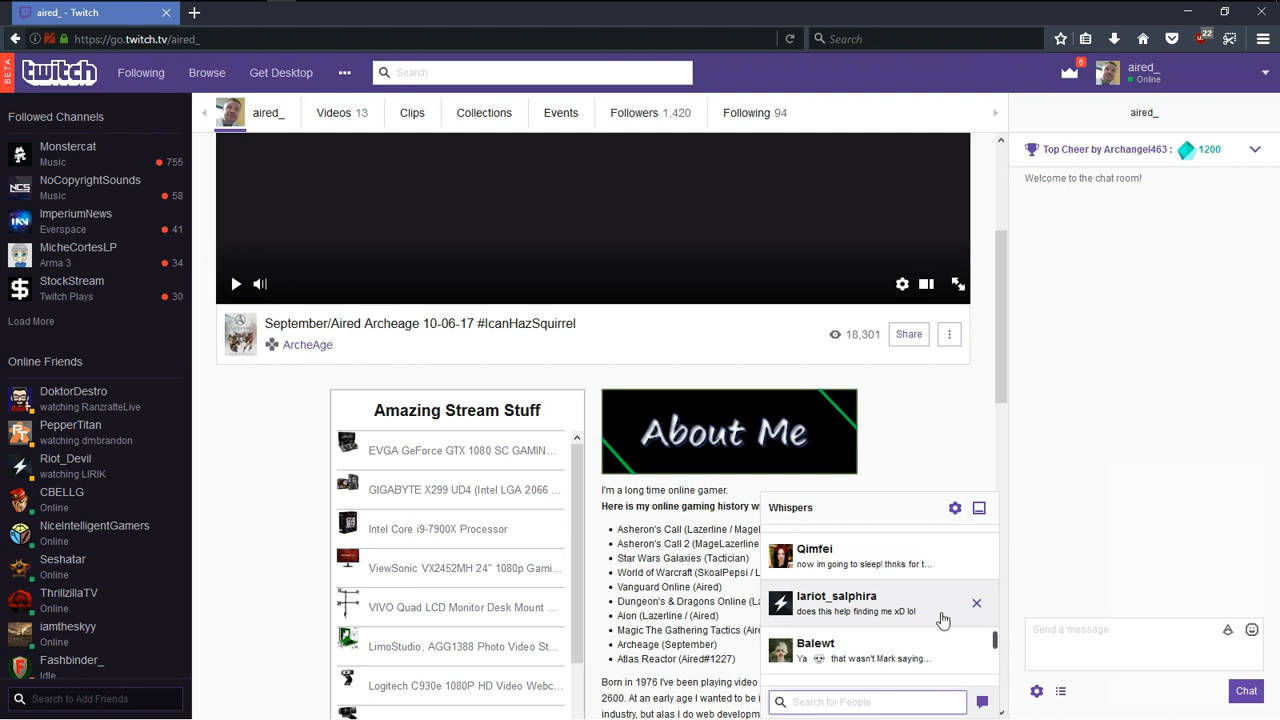 aired_ - Twitch
https://go.twitch.tv/aired_
Search
22
BETA
twitch
Following
Browse
Get Desktop
Search
6
aired_
Online
Followed Channels
Monstercat
Music
755
NoCopyrightSounds
Music
58
ImperiumNews
Everspace
41
MicheCortesLP
Arma 3
34
StockStream
Twitch Plays
30
Load More
Online Friends
DoktorDestro
watching RanzratteLive
PepperTitan
watching dmbrandon
Riot_Devil
watching LIRIK
CBELLG
Online
NiceIntelligentGamers
Online
Seshatar
Online
ThrillziIaTV
Online
iamtheskyy
Online
Fashbinder_
Idle
Search to Add Friends
aired_
Videos 13
Clips
Collections
Events
Followers 1,420
Following 94
September/Aired Archeage 10-06-17 #IcanHazSquirrel
ArcheAge
18,301
Share
Amazing Stream Stuff
EVGA GeForce GTX 1080 SC GAMIN...
GIGABYTE X299 UD4 (Intel LGA 2066 ...
Intel Core i9-7900X Processor
ViewSonic VX2452MH 24" 1080p Gami...
VIVO Quad LCD Monitor Desk Mount ...
LimoStudio, AGG1388 Photo Video St...
Logitech C930e 1080P HD Video Webc...
About Me
I'm a long time online gamer.
Here is my online gaming history w
Asheron's Call (Lazerline / Magel
Asheron's Call 2 (MageLazerline
Star Wars Galaxies (Tactician)
World of Warcraft (SkoalPepsi / L
Vanguard Online (Aired)
Dungeon's & Dragons Online (La
Aion (Lazerline / (Aired)
Magic The Gathering Tactics (Aire
Archeage (September)
Atlas Reactor (Aired#1227)
Born in 1976 I've been playing video
2600. At an early age I wanted to be i
industry, but alas I do web developm
Whispers
Qimfei
now im going to sleep! thnks for t...
lariot_salphira
does this help finding me xD lol
Balewt
Ya that wasn't Mark saying...
Search for People
aired_
Top Cheer by Archangel463 : 1200
Welcome to the chat room!
Send a message
Chat